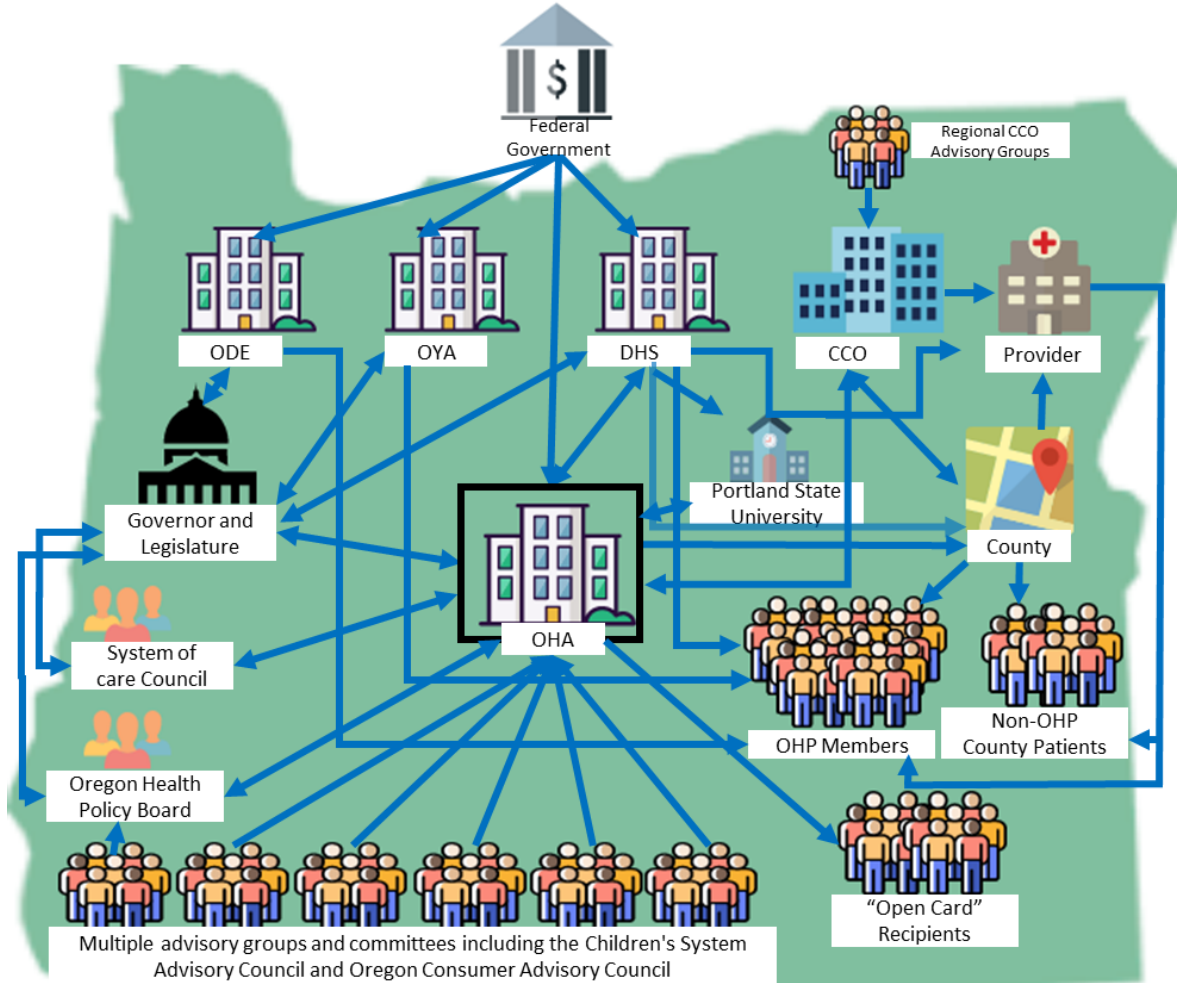 $
Federal
Government
Regional CCO
Advisory Groups
ODE
OYA
DHS
CCO
Provider
Portland State
University
Governor and
Legislature
County
OHA
System of
care Council
OHP Members
Non-OHP
County Patients
Oregon Health
Policy Board
“Open Card”
Recipients
Multiple advisory groups and committees including the Children's System
Advisory Council and Oregon Consumer Advisory Council